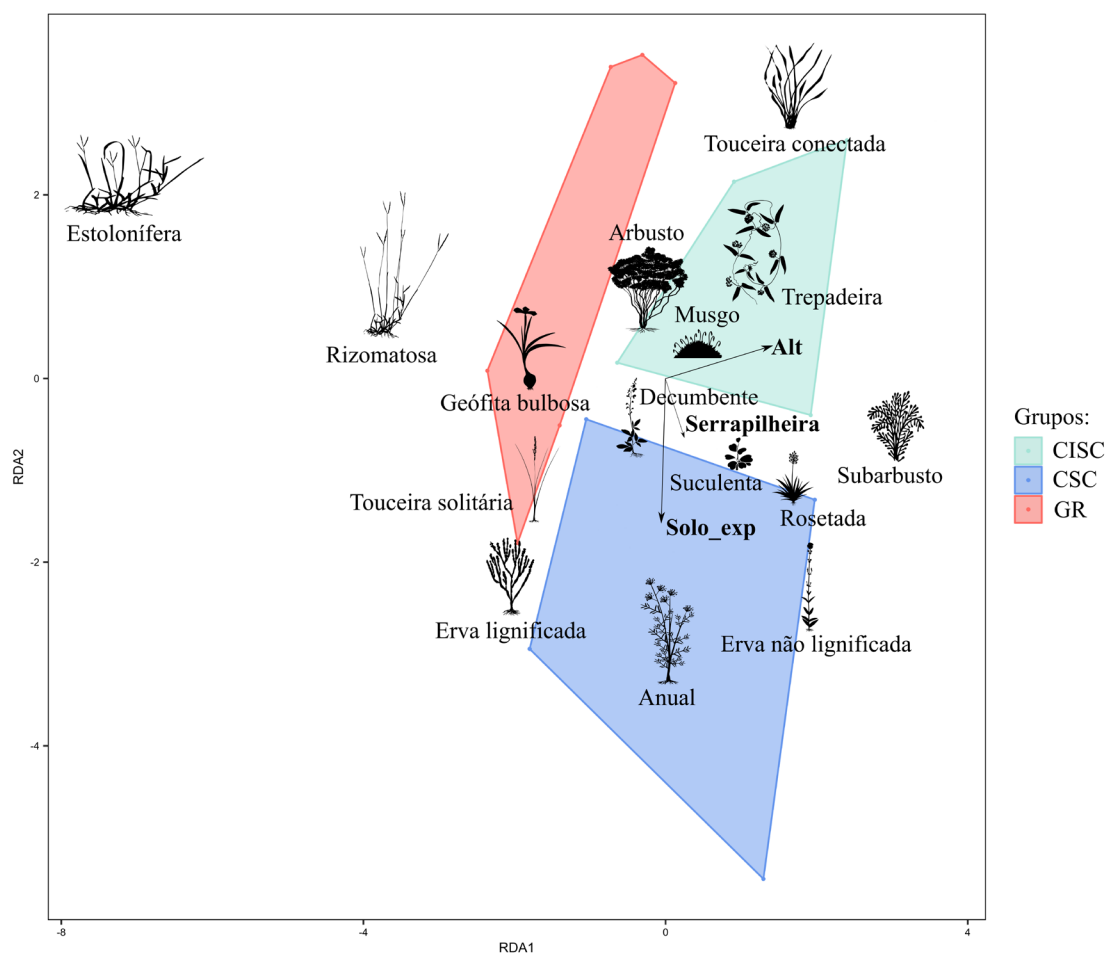 Touceira conectada
Estolonífera
Arbusto
Trepadeira
Musgo
Rizomatosa
Alt
Geófita bulbosa
Decumbente
Serrapilheira
Subarbusto
Suculenta
Touceira solitária
Rosetada
Solo_exp
Erva lignificada
Erva não lignificada
Anual
Grupos:
CISC
CSC
GR
2
0
-2
-4
RDA2
-8
-4
0
4
RDA1